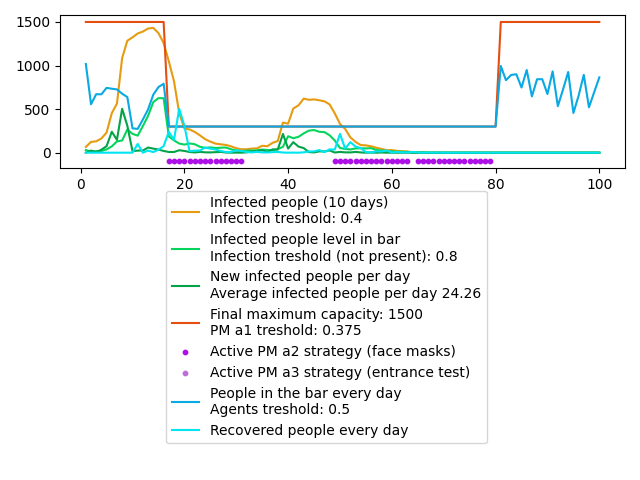 1500
1000
500
0
0
20
40
60
80
100
Infected people (10 days)
Infection treshold: 0.4
Infected people level in bar
Infection treshold (not present): 0.8
New infected people per day
Average infected people per day 24.26
Final maximum capacity: 1500
PM a1 treshold: 0.375
Active PM a2 strategy (face masks)
Active PM a3 strategy (entrance test)
People in the bar every day
Agents treshold: 0.5
Recovered people every day